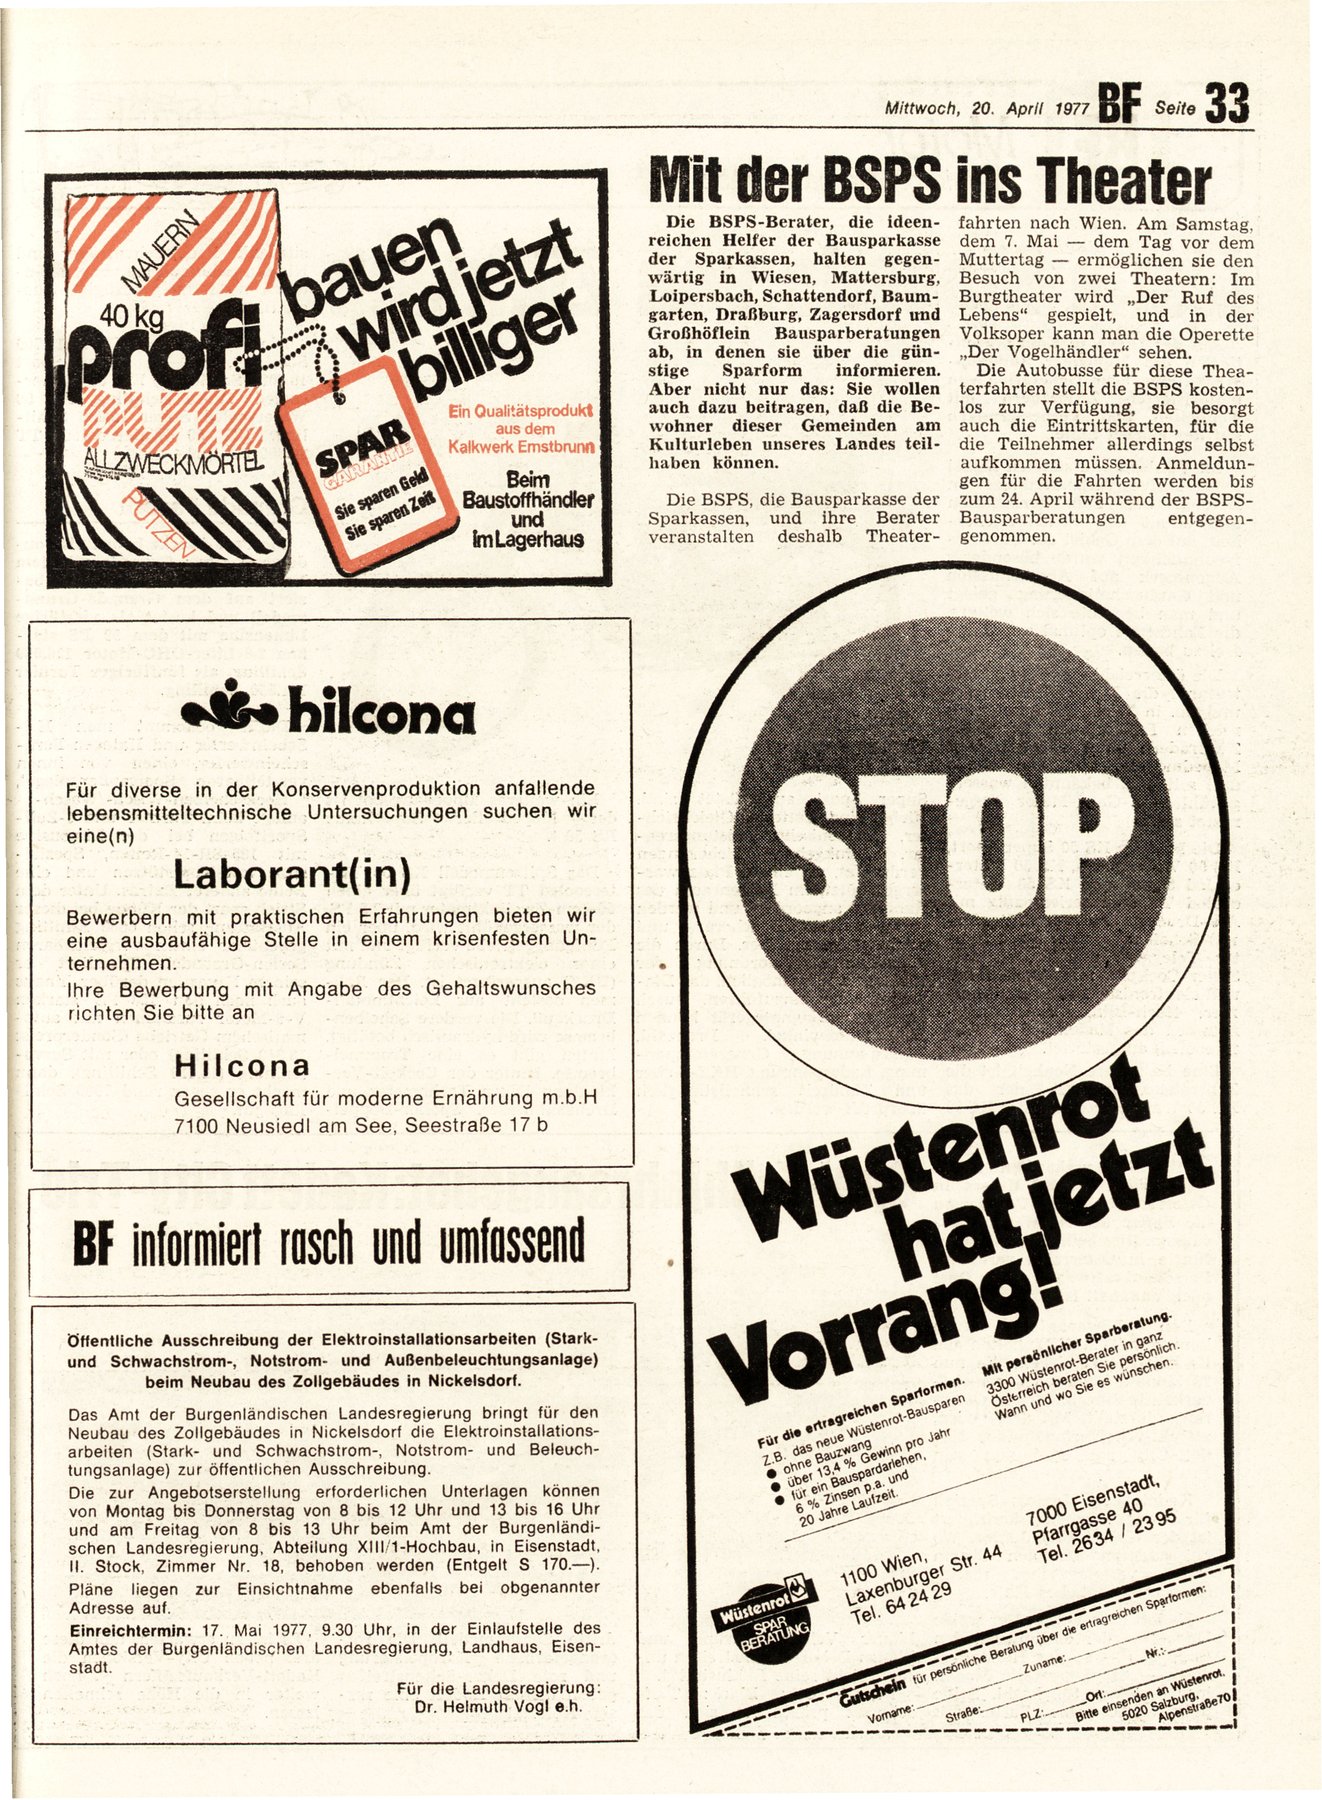 Mittwoch, 20. April 1977 BF Seite 33
MAUERN
40 kg
profi
PUTZ
ALLZWECKMÖRTEL
PUTZEN
bauen
wird jetzt
billiger
SPAR
GARANTIE
Sie sparen Geld
Sie sparen Zeit
Ein Qualitätsprodukt
aus dem
Kalkwerk Ernstbrunn
Beim
Baustoffhändler
und
im Lagerhaus
Mit der BSPS ins Theater
Die BSPS-Berater, die ideen-
reichen Helfer der Bausparkasse
der Sparkassen, halten gegen-
wärtig in Wiesen, Mattersburg,
Loipersbach, Schattendorf, Baum-
garten, Draßburg, Zagersdorf und
Großhöflein Bausparberatungen
ab, in denen sie über die gün-
stige Sparform informieren.
Aber nicht nur das: Sie wollen
auch dazu beitragen, daß die Be-
wohner dieser Gemeinden am
Kulturleben unseres Landes teil-
haben können.
Die BSPS, die Bausparkasse der
Sparkassen, und ihre Berater
veranstalten deshalb Theater-
fahrten nach Wien. Am Samstag,
dem 7. Mai — dem Tag vor dem
Muttertag — ermöglichen sie den
Besuch von zwei Theatern: Im
Burgtheater wird „Der Ruf des
Lebens“ gespielt, und in der
Volksoper kann man die Operette
„Der Vogelhändler“ sehen.
Die Autobusse für diese Thea-
terfahrten stellt die BSPS kosten-
los zur Verfügung, sie besorgt
auch die Eintrittskarten, für die
die Teilnehmer allerdings selbst
aufkommen müssen. Anmeldun-
gen für die Fahrten werden bis
zum 24. April während der BSPS-
Bausparberatungen entgegen-
genommen.
hilcona
Für diverse in der Konservenproduktion anfallende
lebensmitteltechnische Untersuchungen suchen wir
eine(n)
Laborant(in)
Bewerbern mit praktischen Erfahrungen bieten wir
eine ausbaufähige Stelle in einem krisenfesten Un-
ternehmen.
Ihre Bewerbung mit Angabe des Gehaltswunsches
richten Sie bitte an
Hilcona
Gesellschaft für moderne Ernährung m.b.H
7100 Neusiedl am See, Seestraße 17 b
BF informiert rasch und umfassend
Öffentliche Ausschreibung der Elektroinstallationsarbeiten (Stark-
und Schwachstrom-, Notstrom- und Außenbeleuchtungsanlage)
beim Neubau des Zollgebäudes in Nickelsdorf.
Das Amt der Burgenländischen Landesregierung bringt für den
Neubau des Zollgebäudes in Nickelsdorf die Elektroinstallations-
arbeiten (Stark- und Schwachstrom-, Notstrom- und Beleuch-
tungsanlage) zur öffentlichen Ausschreibung.
Die zur Angebotserstellung erforderlichen Unterlagen können
von Montag bis Donnerstag von 8 bis 12 Uhr und 13 bis 16 Uhr
und am Freitag von 8 bis 13 Uhr beim Amt der Burgenländi-
schen Landesregierung, Abteilung XIII/1-Hochbau, in Eisenstadt,
II. Stock, Zimmer Nr. 18, behoben werden (Entgelt S 170.—).
Pläne liegen zur Einsichtnahme ebenfalls bei obgenannter
Adresse auf.
Einreichtermin: 17. Mai 1977, 9.30 Uhr, in der Einlaufstelle des
Amtes der Burgenländischen Landesregierung, Landhaus, Eisen-
stadt.
Für die Landesregierung:
Dr. Helmuth Vogl e.h.
STOP
Wüstenrot
hat jetzt
Vorrang!
Für die ertragreichen Sparformen.
Z.B. das neue Wüstenrot-Bausparen
● ohne Bauzwang
● über 13,4 % Gewinn pro Jahr
● für ein Bauspardarlehen,
6 % Zinsen p.a. und
20 Jahre Laufzeit.
Mit persönlicher Sparberatung.
3300 Wüstenrot-Berater in ganz
Österreich beraten Sie persönlich.
Wann und wo Sie es wünschen.
Wüstenrot
SPAR
BERATUNG
1100 Wien,
Laxenburger Str. 44
Tel. 64 24 29
7000 Eisenstadt,
Pfarrgasse 40
Tel. 26 34 / 23 95
Gutschein für persönliche Beratung über die ertragreichen Sparformen:
Vorname: Zuname:
Straße: Nr.:
PLZ: Ort:
Bitte einsenden an Wüstenrot.
5020 Salzburg,
Alpenstraße 70